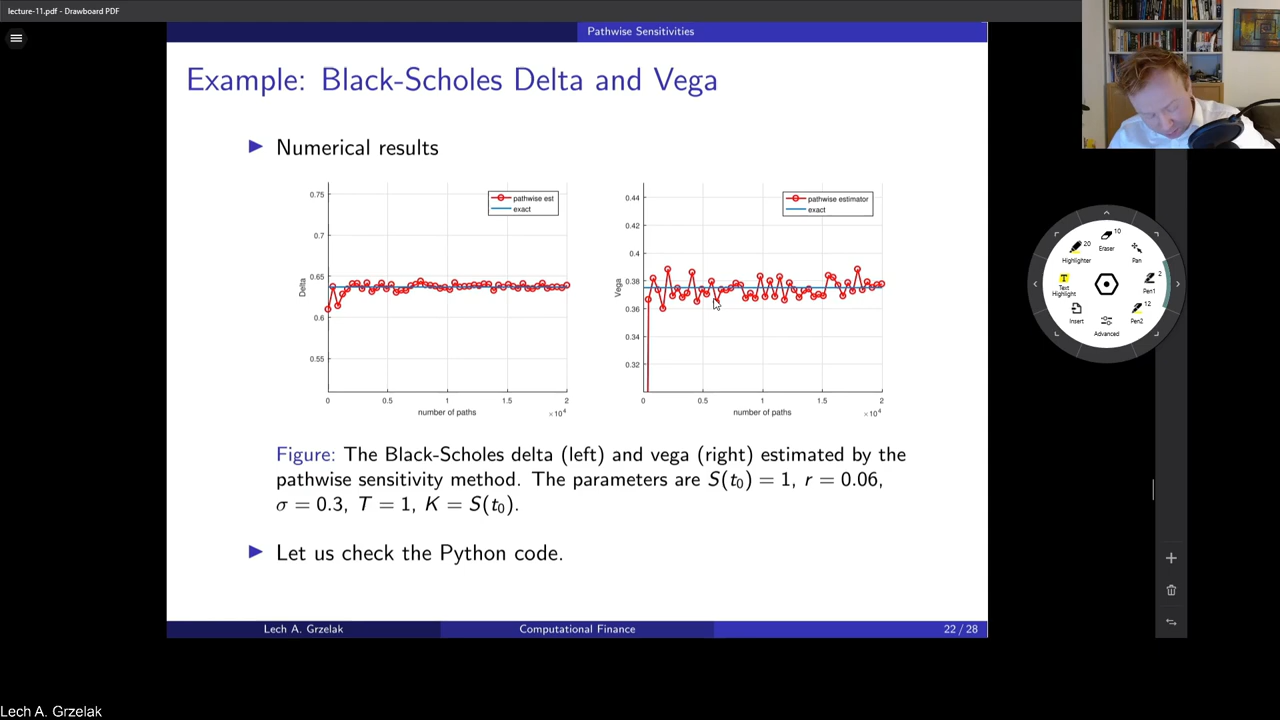 lecture-11.pdf - Drawboard PDF
Pathwise Sensitivities
Example: Black-Scholes Delta and Vega
Numerical results
0.75
0.7
0.65
0.6
0.55
Delta
pathwise est
exact
0
0.5
1
1.5
2
number of paths
×10⁴
0.44
0.42
0.4
0.38
0.36
0.34
0.32
Vega
pathwise estimator
exact
0
0.5
1
1.5
2
number of paths
×10⁴
Figure: The Black-Scholes delta (left) and vega (right) estimated by the
pathwise sensitivity method. The parameters are S(t₀) = 1, r = 0.06,
σ = 0.3, T = 1, K = S(t₀).
Let us check the Python code.
Lech A. Grzelak
Computational Finance
22 / 28
20
Highlighter
10
Eraser
Pan
T
Text
Highlight
2
Pen1
Insert
Advanced
12
Pen2
Lech A. Grzelak